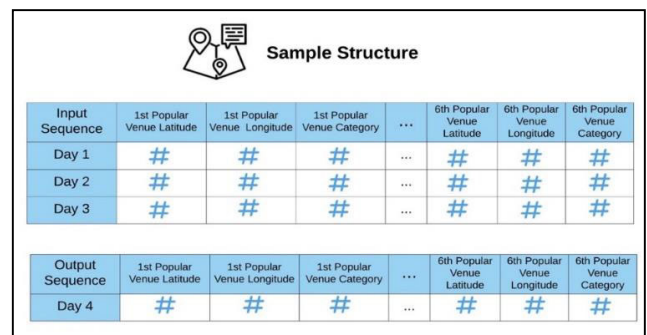 Sample Structure
Input Sequence 1st Popular Venue Latitude 1st Popular Venue Longitude 1st Popular Venue Category ... 6th Popular Venue Latitude 6th Popular Venue Longitude 6th Popular Venue Category
Day 1 # # # ... # # #
Day 2 # # # ... # # #
Day 3 # # # ... # # #
Output Sequence 1st Popular Venue Latitude 1st Popular Venue Longitude 1st Popular Venue Category ... 6th Popular Venue Latitude 6th Popular Venue Longitude 6th Popular Venue Category
Day 4 # # # ... # # #